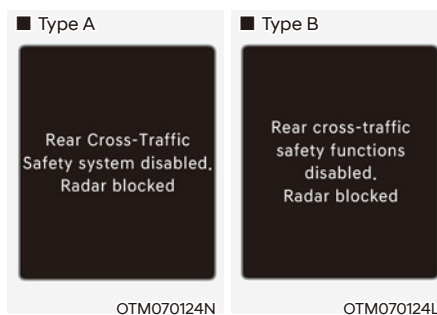 ■ Type A
Rear Cross-Traffic
Safety system disabled.
Radar blocked
OTM070124N
■ Type B
Rear cross-traffic
safety functions
disabled.
Radar blocked
OTM070124L